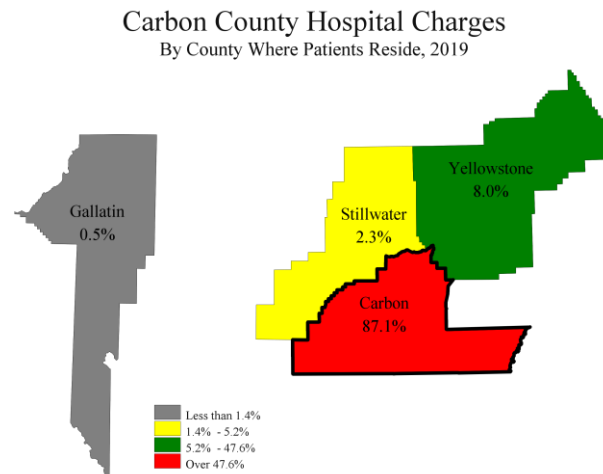 Carbon County Hospital Charges
By County Where Patients Reside, 2019
Yellowstone
8.0%
Gallatin
0.5%
Stillwater
2.3%
Carbon
87.1%
Less than 1.4%
1.4% - 5.2%
5.2% - 47.6%
Over 47.6%